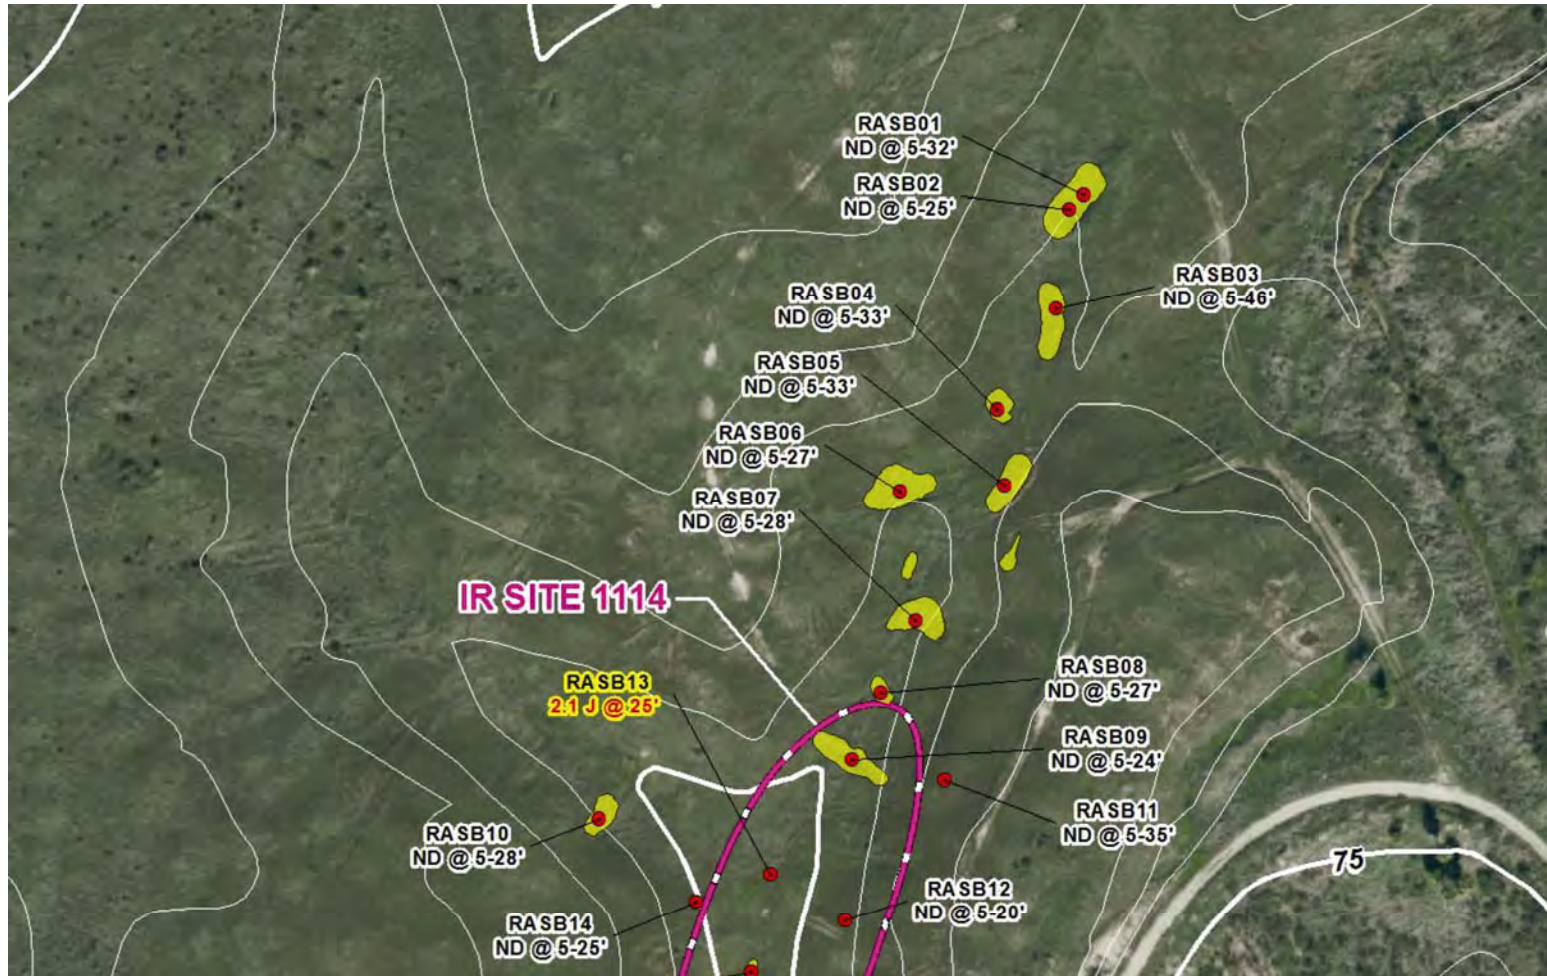 RASB01
ND @ 5-32'
RASB02
ND @ 5-25'
RASB03
ND @ 5-46'
RASB04
ND @ 5-33'
RASB05
ND @ 5-33'
RASB06
ND @ 5-27'
RASB07
ND @ 5-28'
IR SITE 1114
RASB13
2.1 J @ 25'
RASB08
ND @ 5-27'
RASB09
ND @ 5-24'
RASB11
ND @ 5-35'
RASB10
ND @ 5-28'
75
RASB12
ND @ 5-20'
RASB14
ND @ 5-25'